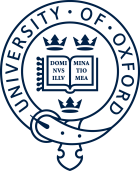 UNIVERSITY · OF · OXFORD
DOMI
NVS
ILLV
MINA
TIO
MEA